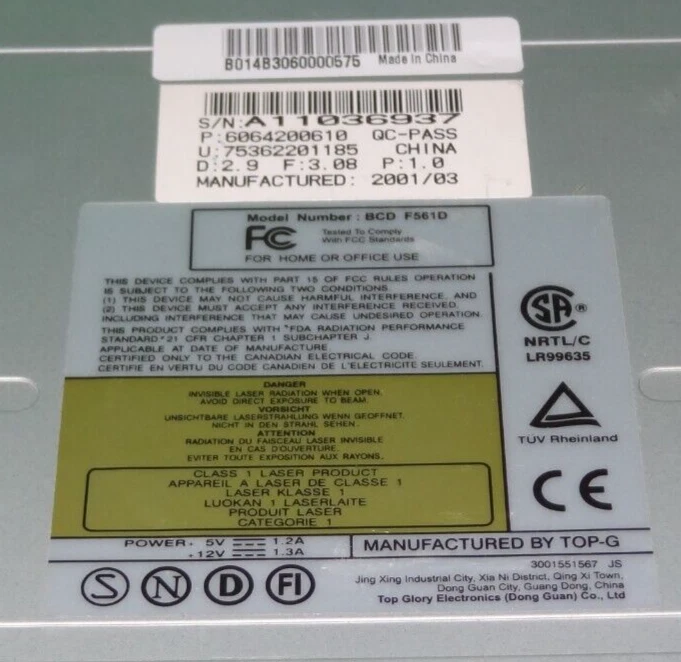 B014B3060000575 Made In China
S/N:A11036937
P:6064200610 QC-PASS
U:75362201185 CHINA
D:2.9 F:3.08 P:1.0
MANUFACTURED: 2001/03
Model Number : BCD F561D
FC Tested To Comply
With FCC Standards
FOR HOME OR OFFICE USE
THIS DEVICE COMPLIES WITH PART 15 OF FCC RULES OPERATION
IS SUBJECT TO THE FOLLOWING TWO CONDITIONS
(1) THIS DEVICE MAY NOT CAUSE HARMFUL INTERFERENCE. AND
(2) THIS DEVICE MUST ACCEPT ANY INTERFERENCE RECEIVED.
INCLUDING INTERFERENCE THAT MAY CAUSE UNDESIRED OPERATION.
THIS PRODUCT COMPLIES WITH "FDA RADIATION PERFORMANCE
STANDARD "21 CFR CHAPTER 1 SUBCHAPTER J.
APPLICABLE AT DATE OF MANUFACTURE.
CERTIFIED ONLY TO THE CANADIAN ELECTRICAL CODE.
CERTIFIE EN VERTU DU CODE CANADIEN DE L'ELECTRICITE SEULEMENT.
SA ®
NRTL/C
LR99635
DANGER
INVISIBLE LASER RADIATION WHEN OPEN.
AVOID DIRECT EXPOSURE TO BEAM.
VORSICHT
UNSICHTBARE LASERSTRAHLUNG WENN GEOFFNET.
NICHT IN DEN STRAHL SEHEN.
ATTENTION
RADIATION DU FAISCEAU LASER INVISIBLE
EN CAS D'OUVERTURE.
EVITER TOUTE EXPOSITION AUX RAYONS.
TÜV Rheinland
CLASS 1 LASER PRODUCT
APPAREIL A LASER DE CLASSE 1
LASER KLASSE 1
LUOKAN 1 LASERLAITE
PRODUIT LASER
CATEGORIE 1
CE
POWER: 5V 1.2A
+12V 1.3A
MANUFACTURED BY TOP-G
3001551567 JS
S N D FI
Jing Xing Industrial City, Xia Ni District, Qing Xi Town,
Dong Guan City, Guang Dong, China
Top Glory Electronics (Dong Guan) Co., Ltd